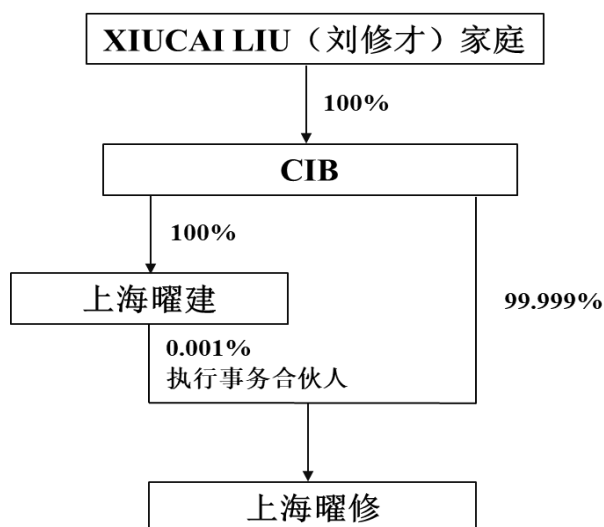 XIUCAI LIU（刘修才）家庭
100%
CIB
100%
上海曜建
99.999%
0.001%
执行事务合伙人
上海曜修